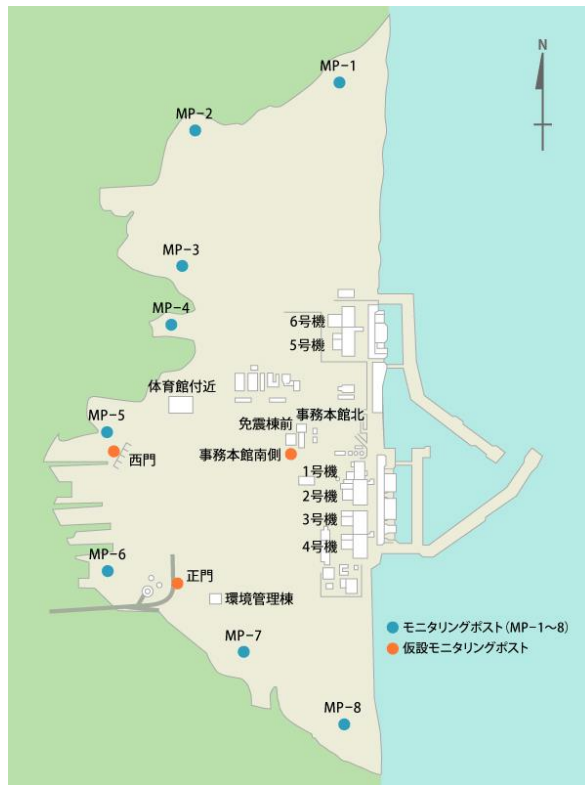 MP-1
N
MP-2
MP-3
MP-4
6号機
5号機
体育館付近
事務本館北
免震棟前
MP-5
事務本館南側
西門
1号機
2号機
3号機
4号機
MP-6
正門
環境管理棟
モニタリングポスト(MP-1〜8)
MP-7
仮設モニタリングポスト
MP-8